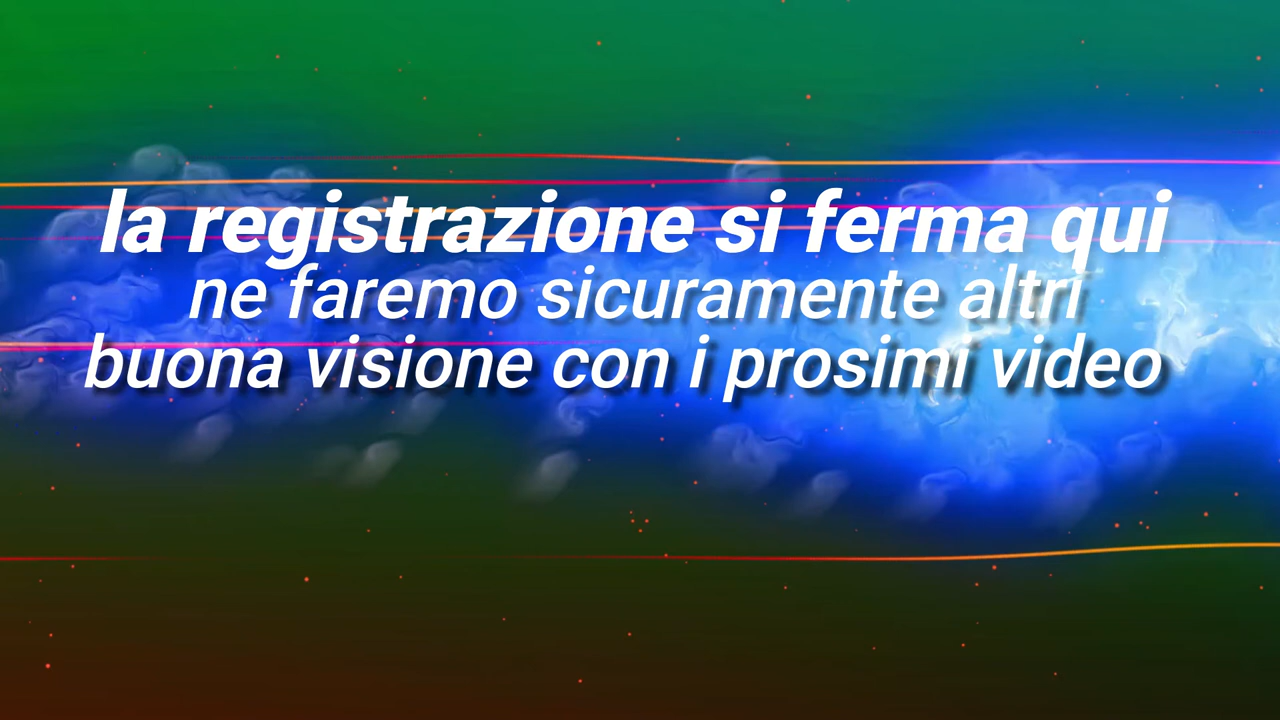 la registrazione si ferma qui
ne faremo sicuramente altri
buona visione con i prosimi video